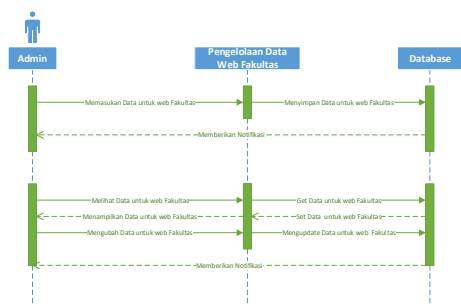 Admin
Pengelolaan Data
Web Fakultas
Database
Memasukan Data untuk web Fakultas
Menyimpan Data untuk web Fakultas
Memberikan Notifikasi
Melihat Data untuk web Fakultas
Get Data untuk web Fakultas
Menampilkan Data untuk web Fakultas
Set Data untuk web Fakultas
Mengubah Data untuk web Fakultas
Mengupdate Data untuk web Fakultas
Memberikan Notifikasi